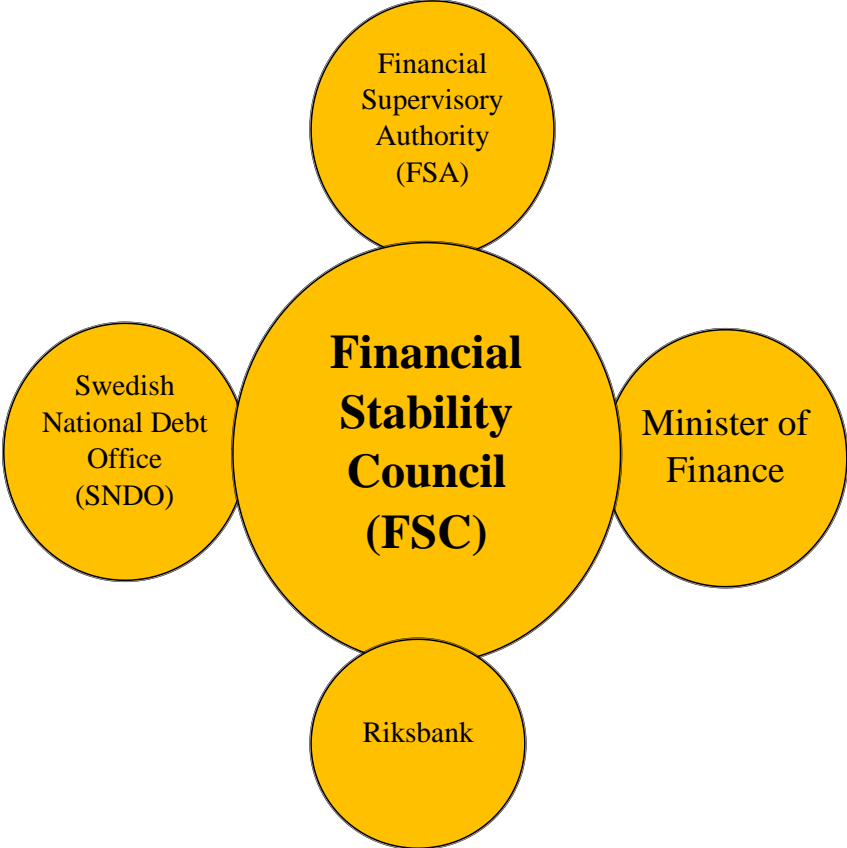 Financial
Supervisory
Authority
(FSA)
Financial
Stability
Council
(FSC)
Swedish
National Debt
Office
(SNDO)
Minister of
Finance
Riksbank